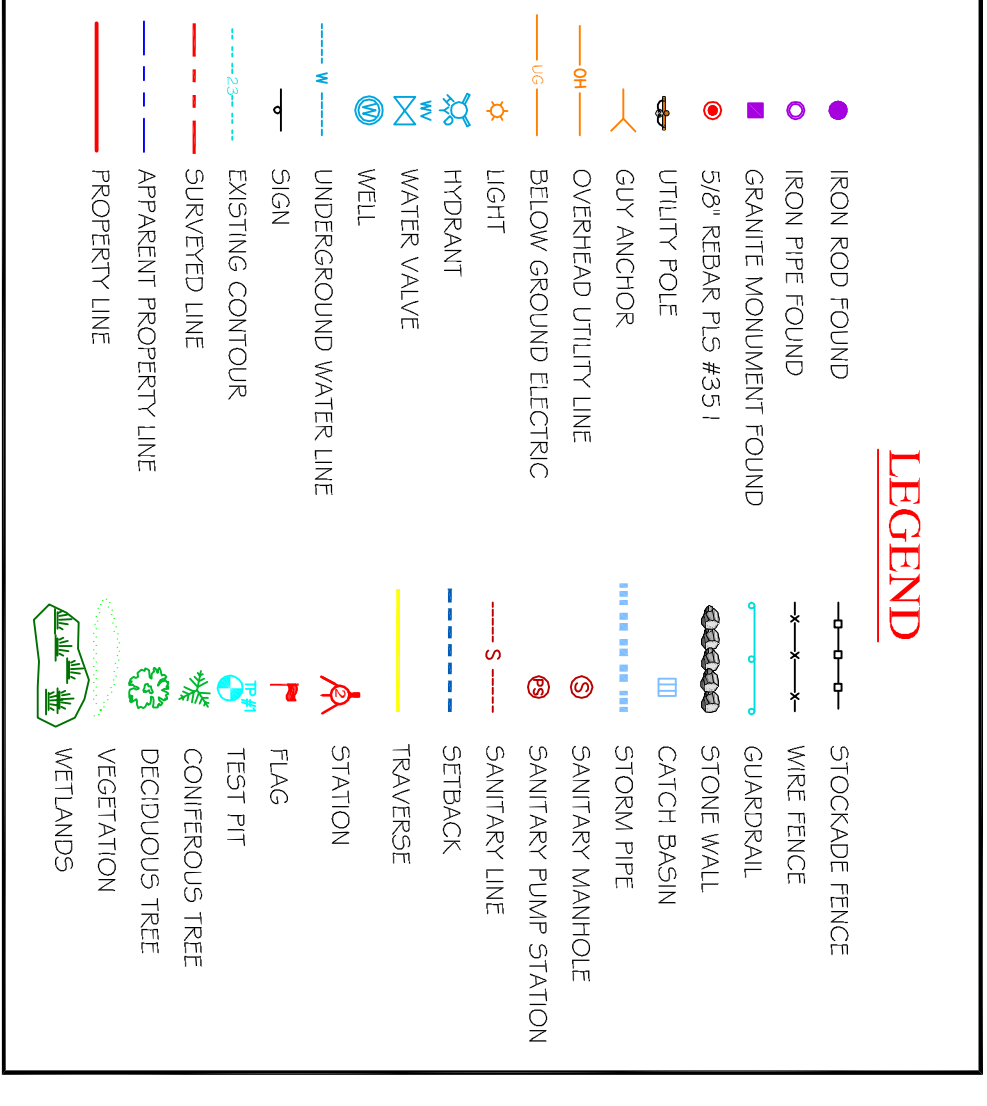 LEGEND
IRON ROD FOUND
IRON PIPE FOUND
GRANITE MONUMENT FOUND
5/8" REBAR PLS #351
UTILITY POLE
GUY ANCHOR
OH OVERHEAD UTILITY LINE
UG BELOW GROUND ELECTRIC
LIGHT
HYDRANT
WV WATER VALVE
W WELL
W UNDERGROUND WATER LINE
SIGN
23 EXISTING CONTOUR
SURVEYED LINE
APPARENT PROPERTY LINE
PROPERTY LINE
STOCKADE FENCE
X X X WIRE FENCE
GUARDRAIL
STONE WALL
CATCH BASIN
STORM PIPE
S SANITARY MANHOLE
PS SANITARY PUMP STATION
S SANITARY LINE
SETBACK
TRAVERSE
2 STATION
FLAG
TP #1 TEST PIT
CONIFEROUS TREE
DECIDUOUS TREE
VEGETATION
WETLANDS